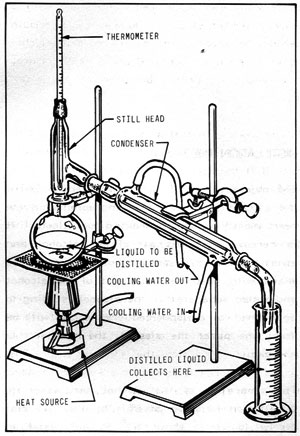 THERMOMETER
STILL HEAD
CONDENSER
LIQUID TO BE
DISTILLED
COOLING WATER OUT
COOLING WATER IN
DISTILLED LIQUID
COLLECTS HERE
HEAT SOURCE